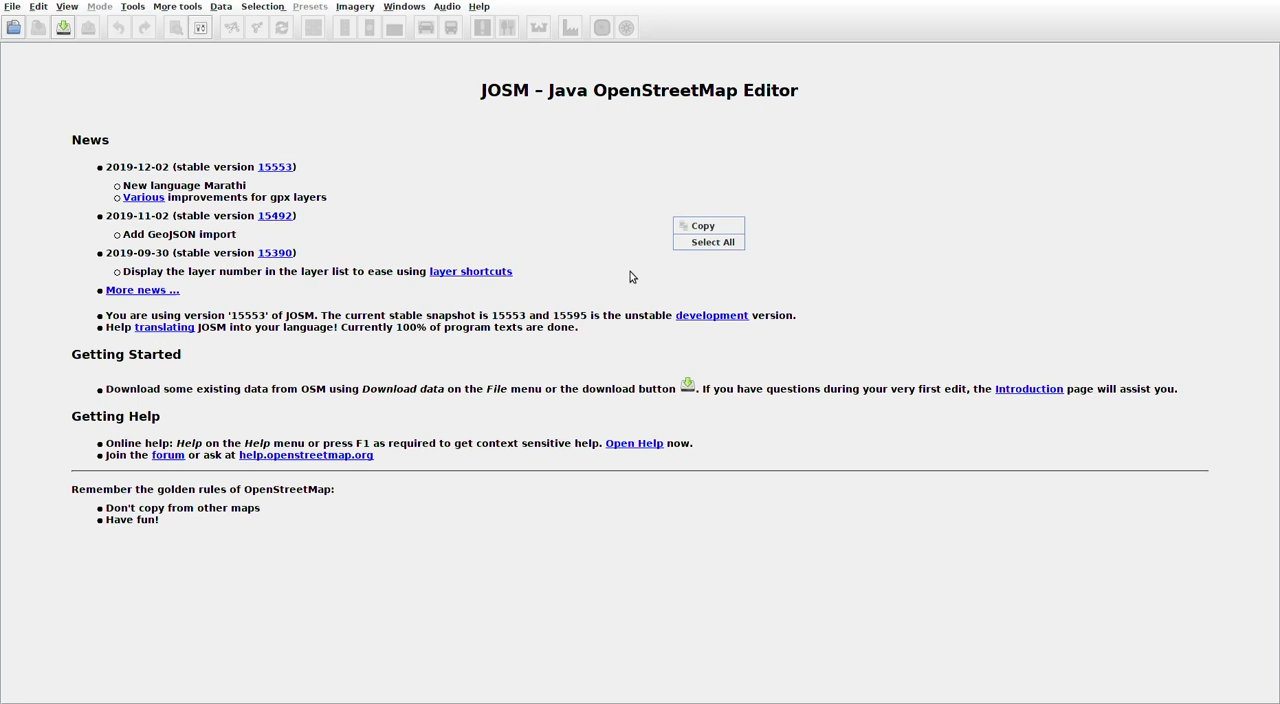 File Edit View Mode Tools More tools Data Selection Presets Imagery Windows Audio Help
JOSM – Java OpenStreetMap Editor
News
2019-12-02 (stable version 15553)
New language Marathi
Various improvements for gpx layers
2019-11-02 (stable version 15492)
Add GeoJSON import
2019-09-30 (stable version 15390)
Display the layer number in the layer list to ease using layer shortcuts
More news ...
Copy
Select All
You are using version '15553' of JOSM. The current stable snapshot is 15553 and 15595 is the unstable development version.
Help translating JOSM into your language! Currently 100% of program texts are done.
Getting Started
Download some existing data from OSM using Download data on the File menu or the download button . If you have questions during your very first edit, the Introduction page will assist you.
Getting Help
Online help: Help on the Help menu or press F1 as required to get context sensitive help. Open Help now.
Join the forum or ask at help.openstreetmap.org
Remember the golden rules of OpenStreetMap:
Don't copy from other maps
Have fun!